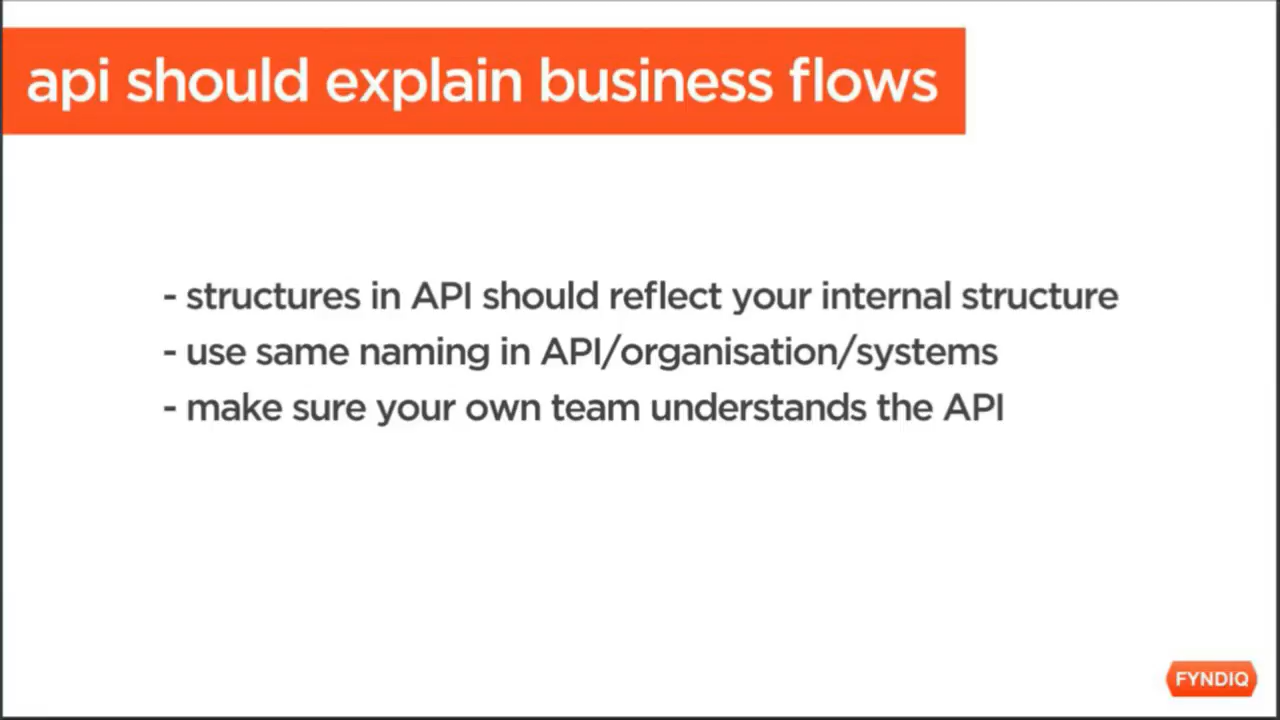 api should explain business flows
- structures in API should reflect your internal structure
- use same naming in API/organisation/systems
- make sure your own team understands the API
FYNDIQ